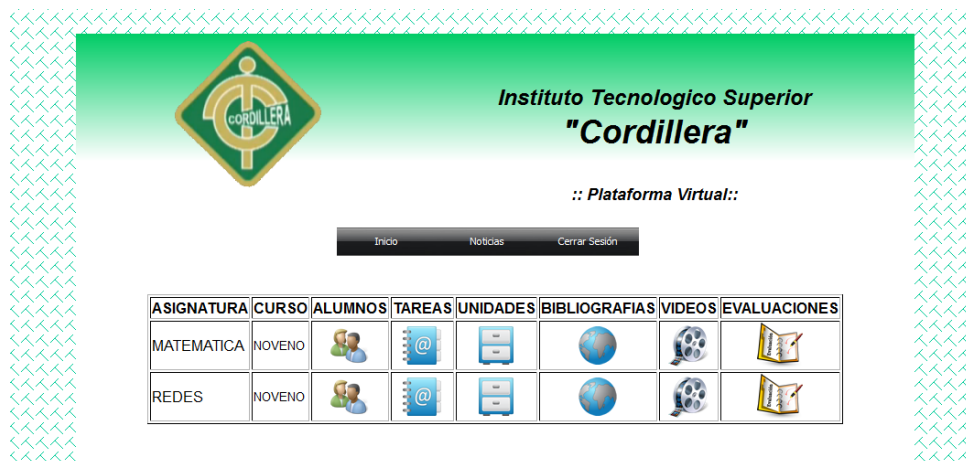 CORDILLERA
Instituto Tecnologico Superior
"Cordillera"
:: Plataforma Virtual::
Inicio Noticias Cerrar Sesión
ASIGNATURA CURSO ALUMNOS TAREAS UNIDADES BIBLIOGRAFIAS VIDEOS EVALUACIONES
MATEMATICA NOVENO @
REDES NOVENO @